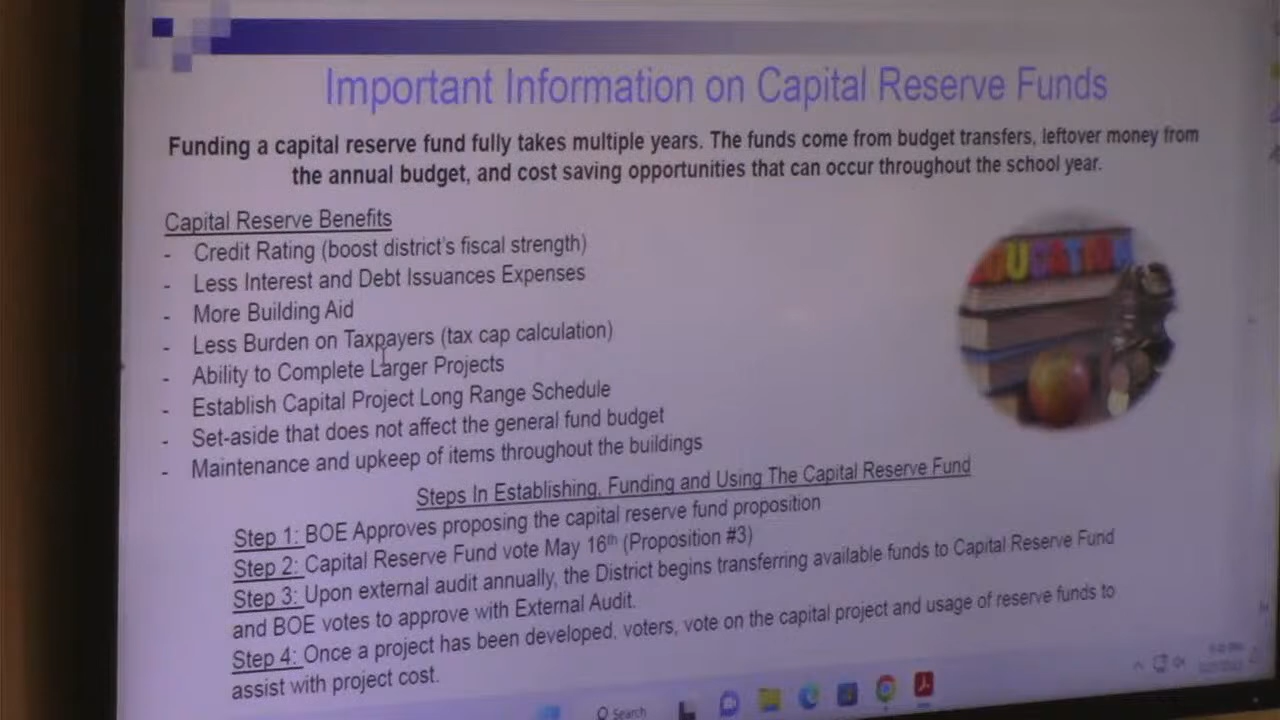 Important Information on Capital Reserve Funds
Funding a capital reserve fund fully takes multiple years. The funds come from budget transfers, leftover money from
the annual budget, and cost saving opportunities that can occur throughout the school year.
Capital Reserve Benefits
- Credit Rating (boost district's fiscal strength)
- Less Interest and Debt Issuances Expenses
- More Building Aid
- Less Burden on Taxpayers (tax cap calculation)
- Ability to Complete Larger Projects
- Establish Capital Project Long Range Schedule
- Set-aside that does not affect the general fund budget
- Maintenance and upkeep of items throughout the buildings
EDUCATION
Steps In Establishing, Funding and Using The Capital Reserve Fund
Step 1: BOE Approves proposing the capital reserve fund proposition
Step 2: Capital Reserve Fund vote May 16th (Proposition #3)
Step 3: Upon external audit annually, the District begins transferring available funds to Capital Reserve Fund
and BOE votes to approve with External Audit.
Step 4: Once a project has been developed, voters, vote on the capital project and usage of reserve funds to
assist with project cost.
Search